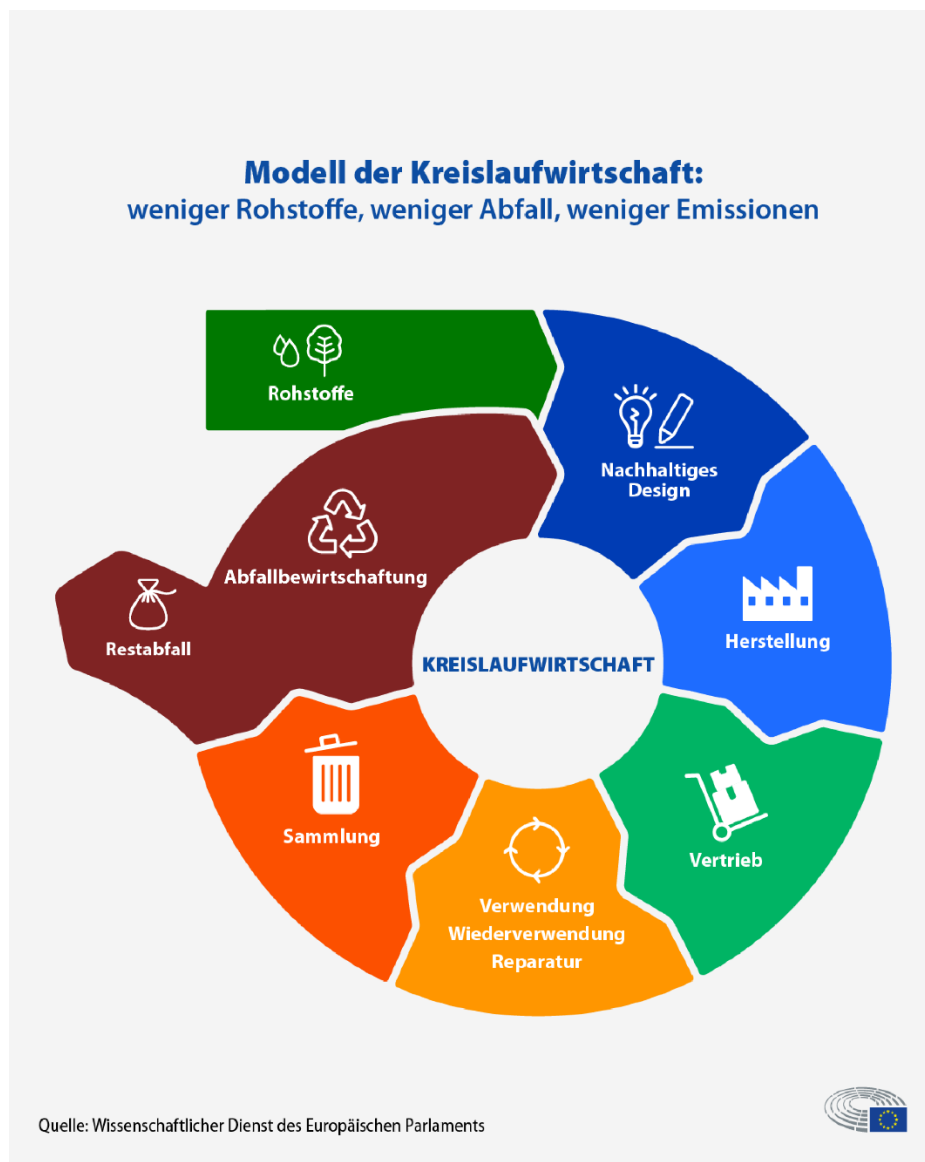 Modell der Kreislaufwirtschaft:
weniger Rohstoffe, weniger Abfall, weniger Emissionen
Rohstoffe
Nachhaltiges
Design
Herstellung
Vertrieb
Verwendung
Wiederverwendung
Reparatur
Sammlung
Abfallbewirtschaftung
Restabfall
KREISLAUFWIRTSCHAFT
Quelle: Wissenschaftlicher Dienst des Europäischen Parlaments